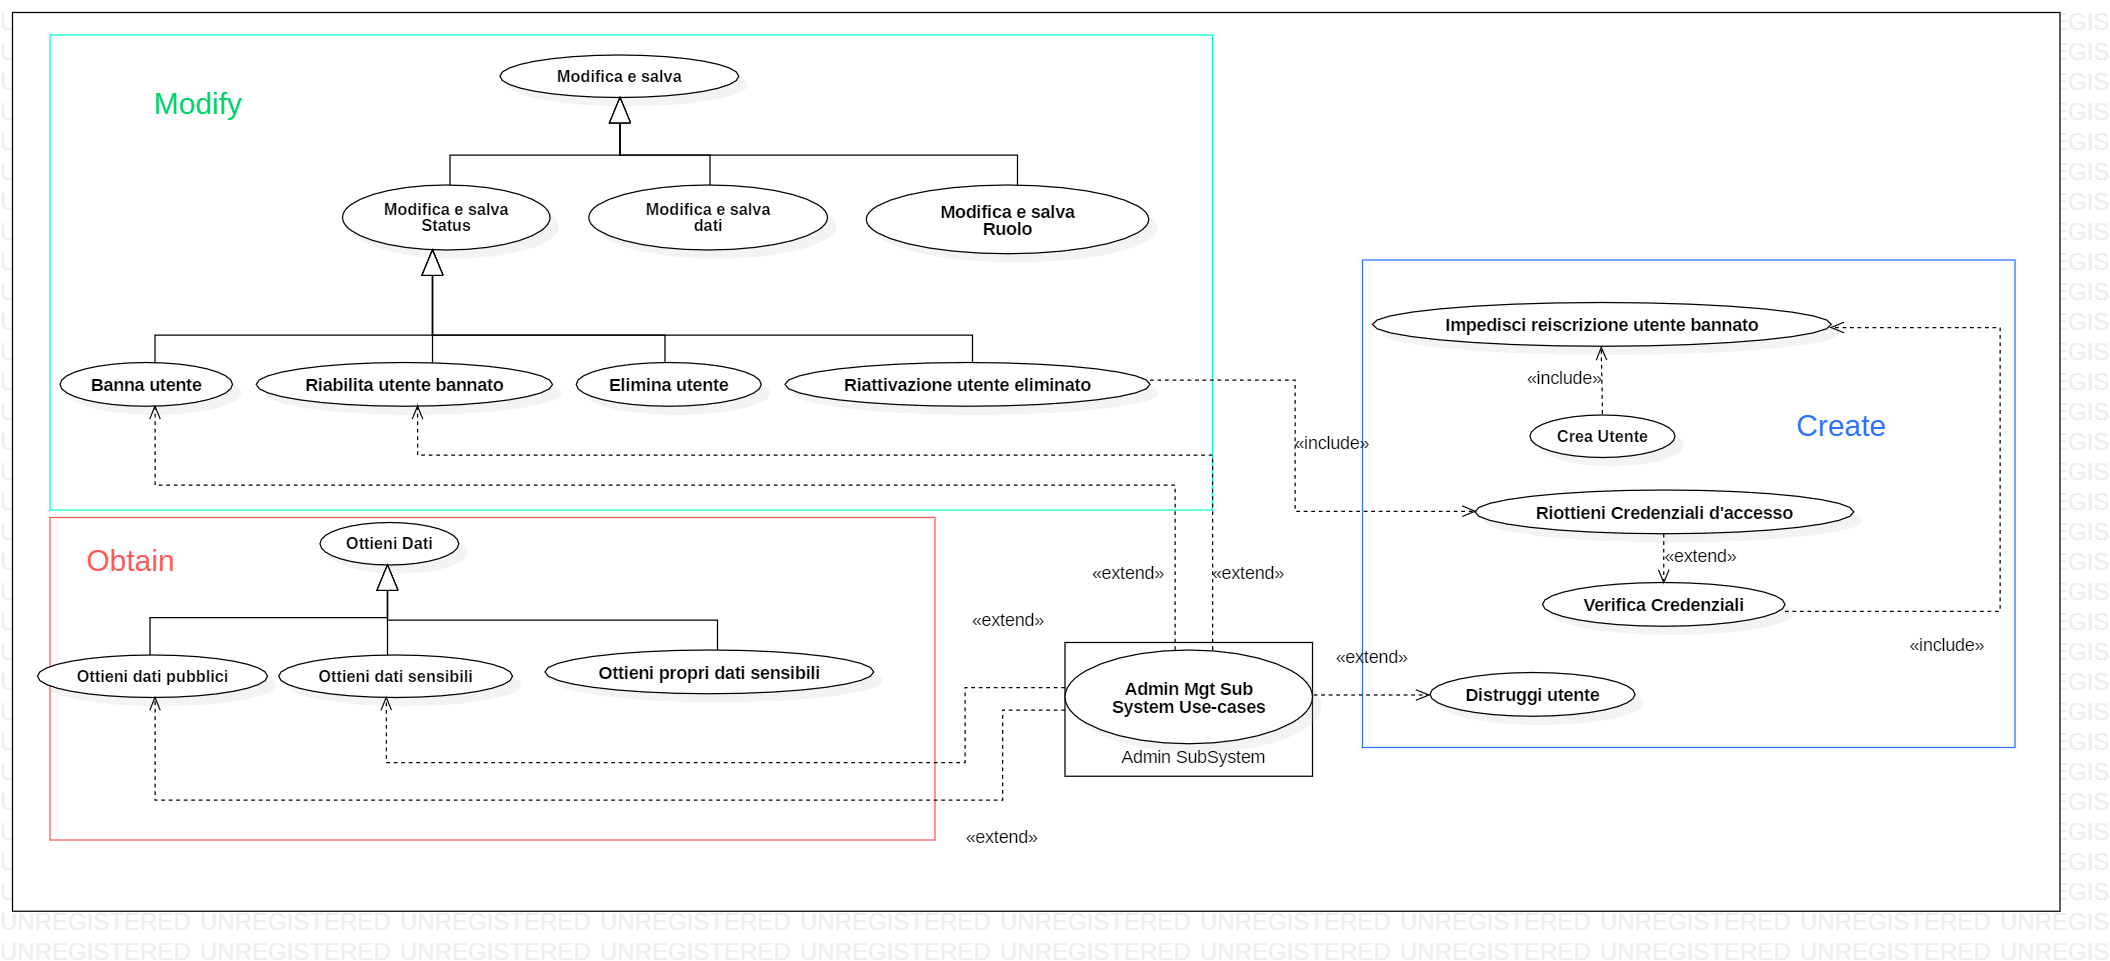 Modify
Modifica e salva
Modifica e salva
Status
Modifica e salva
dati
Modifica e salva
Ruolo
Banna utente
Riabilita utente bannato
Elimina utente
Riattivazione utente eliminato
«include»
Create
Impedisci reiscrizione utente bannato
«include»
Crea Utente
Riottieni Credenziali d'accesso
«extend»
Verifica Credenziali
«include»
Distruggi utente
Obtain
Ottieni Dati
Ottieni dati pubblici
Ottieni dati sensibili
Ottieni propri dati sensibili
«extend»
«extend»
«extend»
«extend»
«extend»
Admin Mgt Sub
System Use-cases
Admin SubSystem
UNREGISTERED UNREGISTERED UNREGISTERED UNREGISTERED UNREGISTERED UNREGISTERED UNREGISTERED UNREGISTERED UNREGISTERED UNREGISTERED UNREGIS
UNREGISTERED UNREGISTERED UNREGISTERED UNREGISTERED UNREGISTERED UNREGISTERED UNREGISTERED UNREGISTERED UNREGISTERED UNREGISTERED UNREGIS